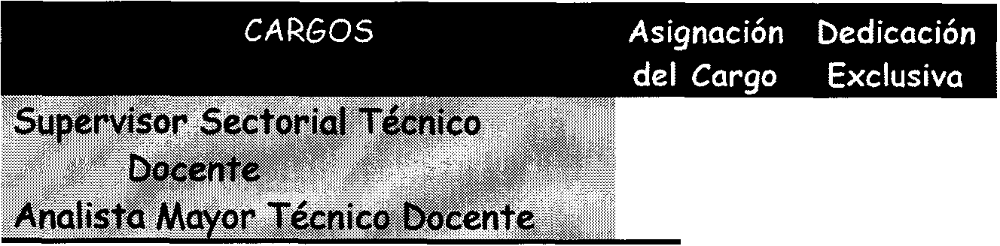 CARGOS Asignación Dedicación
del Cargo Exclusiva
Supervisor Sectorial Técnico
Docente
Analista Mayor Técnico Docente